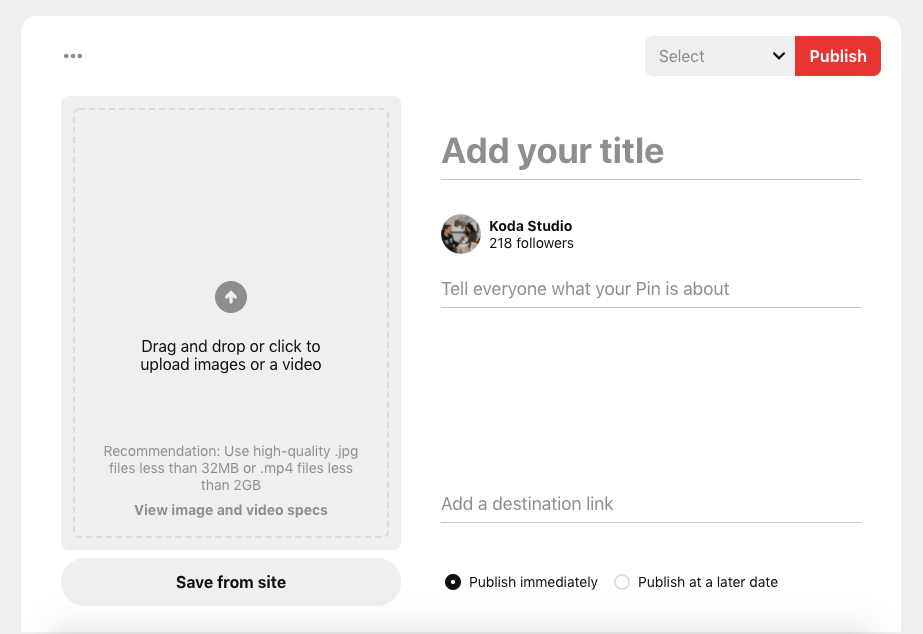 Select
Publish
Add your title
Koda Studio
218 followers
Tell everyone what your Pin is about
Drag and drop or click to
upload images or a video
Recommendation: Use high-quality .jpg
files less than 32MB or .mp4 files less
than 2GB
View image and video specs
Add a destination link
Save from site
Publish immediately
Publish at a later date